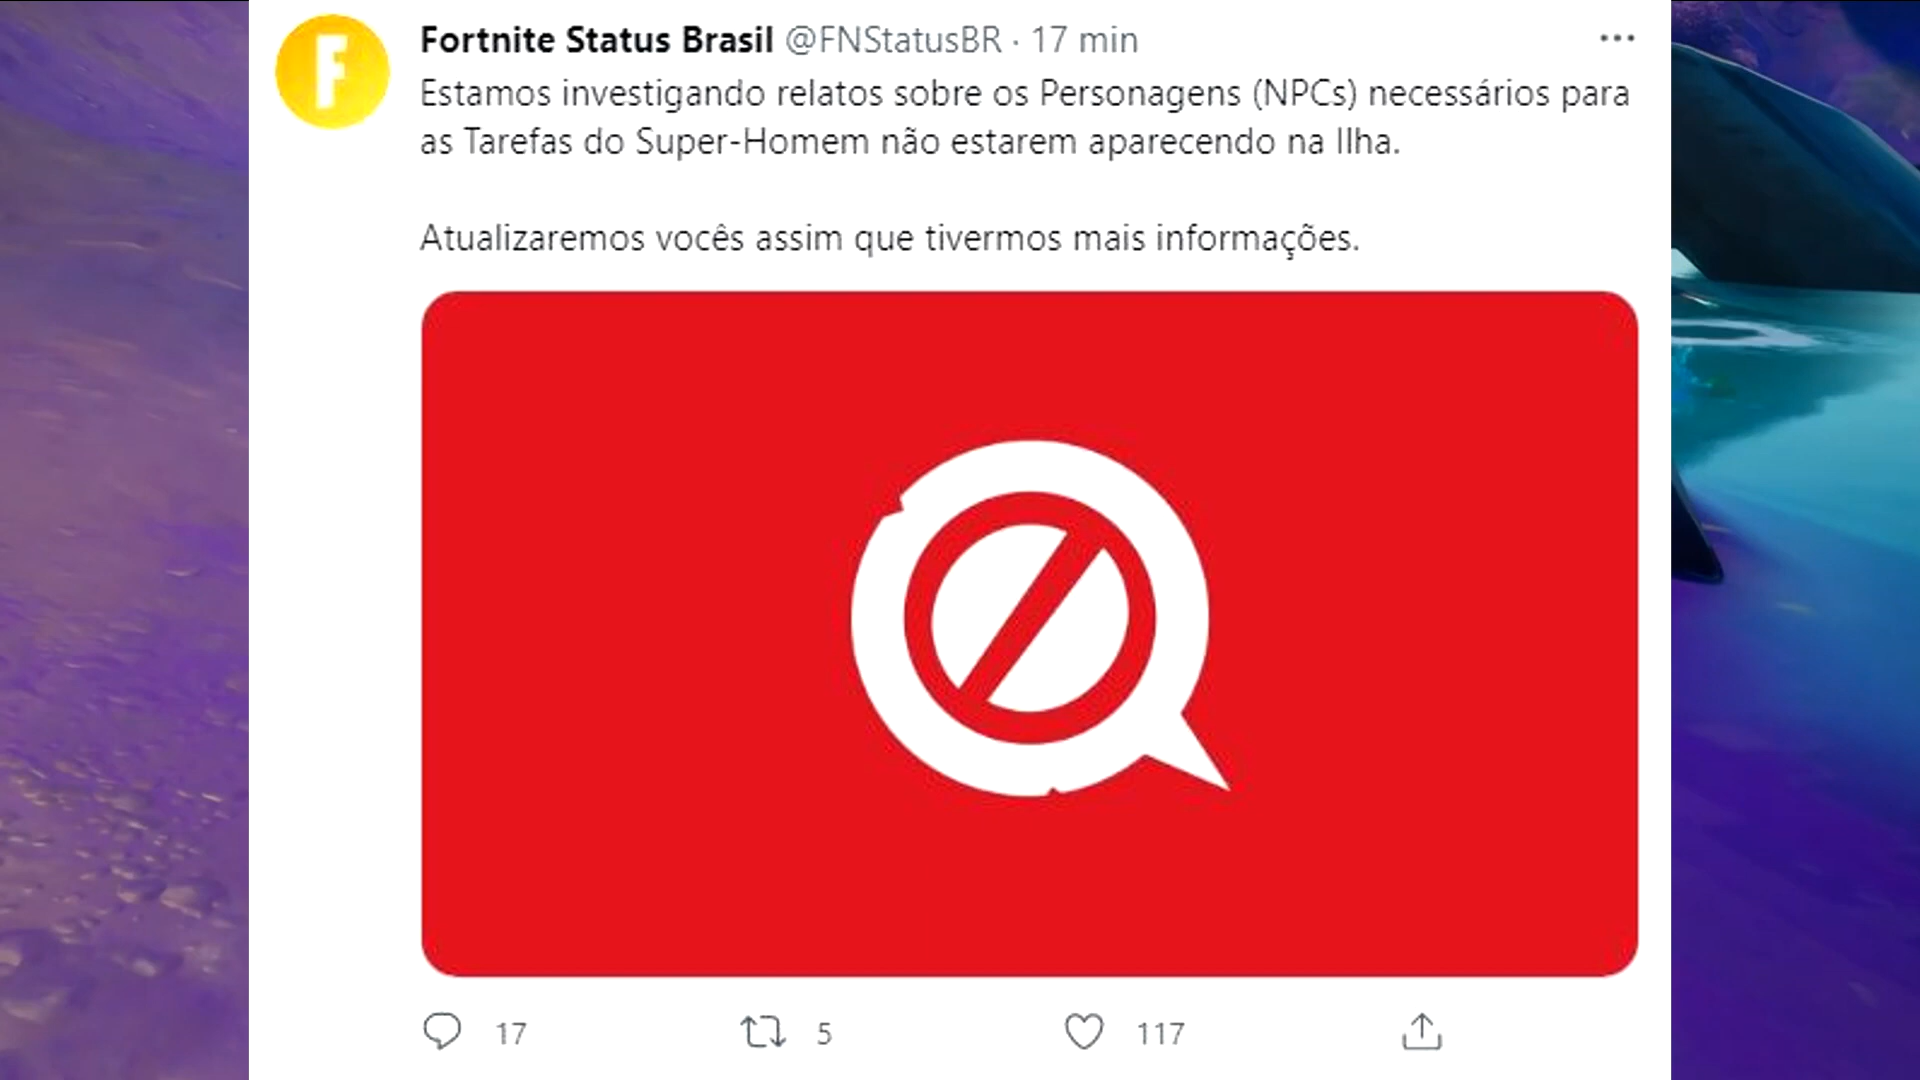 F
Fortnite Status Brasil @FNStatusBR · 17 min
Estamos investigando relatos sobre os Personagens (NPCs) necessários para
as Tarefas do Super-Homem não estarem aparecendo na Ilha.
Atualizaremos vocês assim que tivermos mais informações.
17 5 117